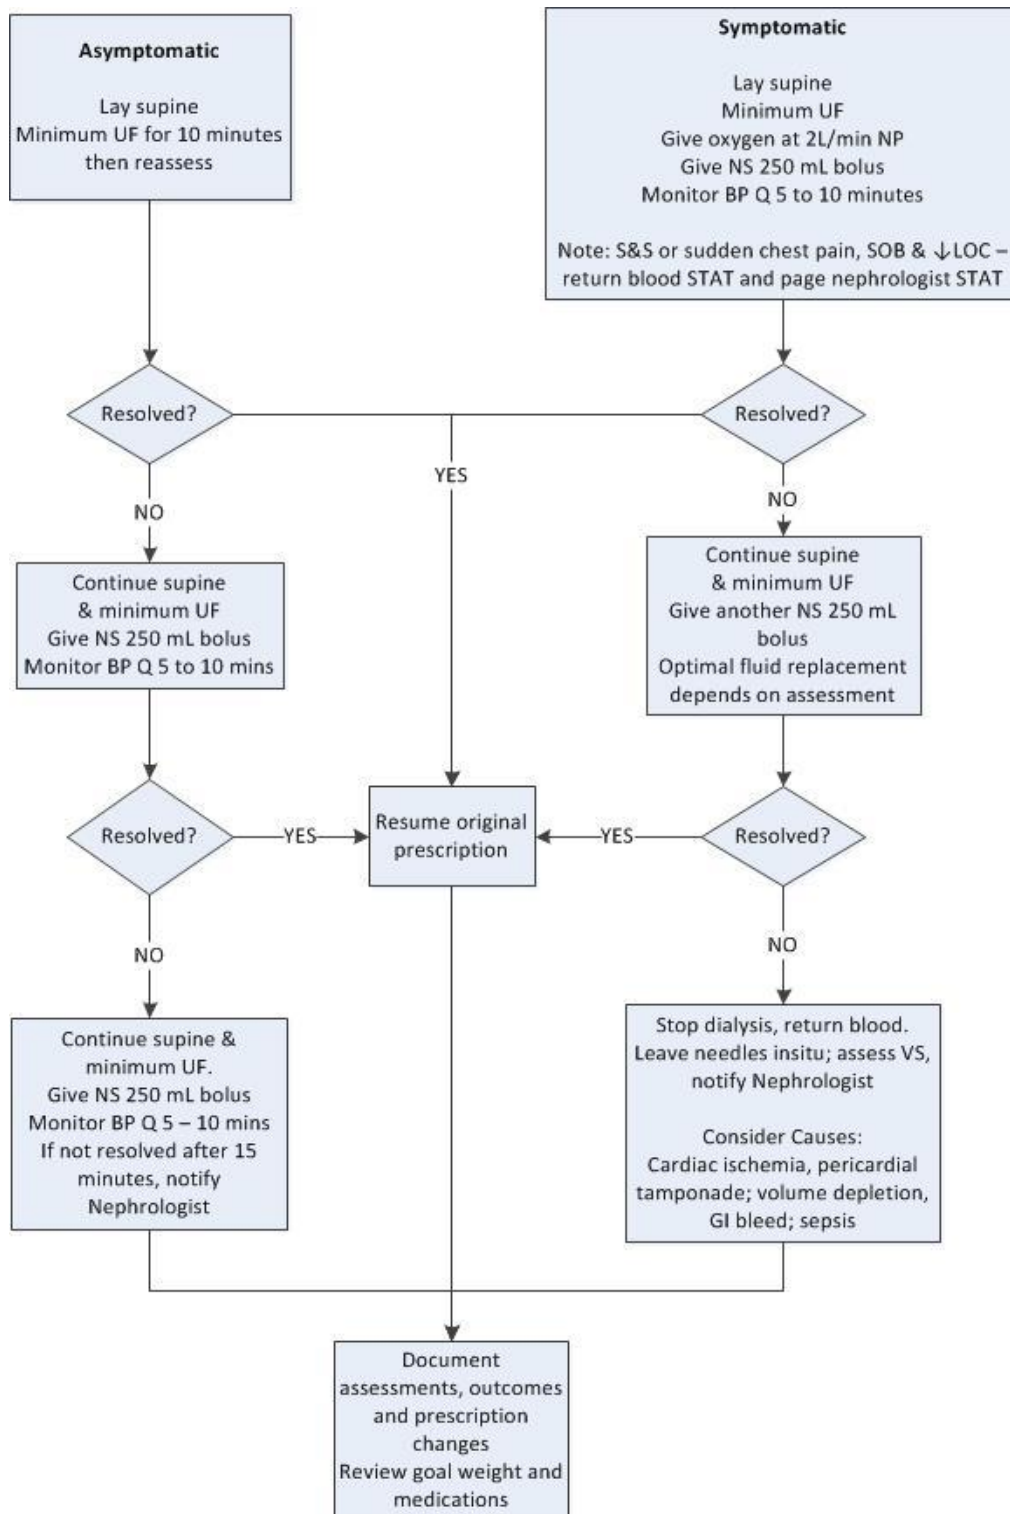 Asymptomatic
Lay supine
Minimum UF for 10 minutes
then reassess
Symptomatic
Lay supine
Minimum UF
Give oxygen at 2L/min NP
Give NS 250 mL bolus
Monitor BP Q 5 to 10 minutes
Note: S&S or sudden chest pain, SOB & ↓LOC –
return blood STAT and page nephrologist STAT
Resolved?
Resolved?
YES
NO
NO
Continue supine
& minimum UF
Give NS 250 mL bolus
Monitor BP Q 5 to 10 mins
Continue supine
& minimum UF
Give another NS 250 mL
bolus
Optimal fluid replacement
depends on assessment
Resolved?
YES
Resume original
prescription
YES
Resolved?
NO
NO
Continue supine &
minimum UF.
Give NS 250 mL bolus
Monitor BP Q 5 – 10 mins
If not resolved after 15
minutes, notify
Nephrologist
Stop dialysis, return blood.
Leave needles insitu; assess VS,
notify Nephrologist
Consider Causes:
Cardiac ischemia, pericardial
tamponade; volume depletion,
GI bleed; sepsis
Document
assessments, outcomes
and prescription
changes
Review goal weight and
medications